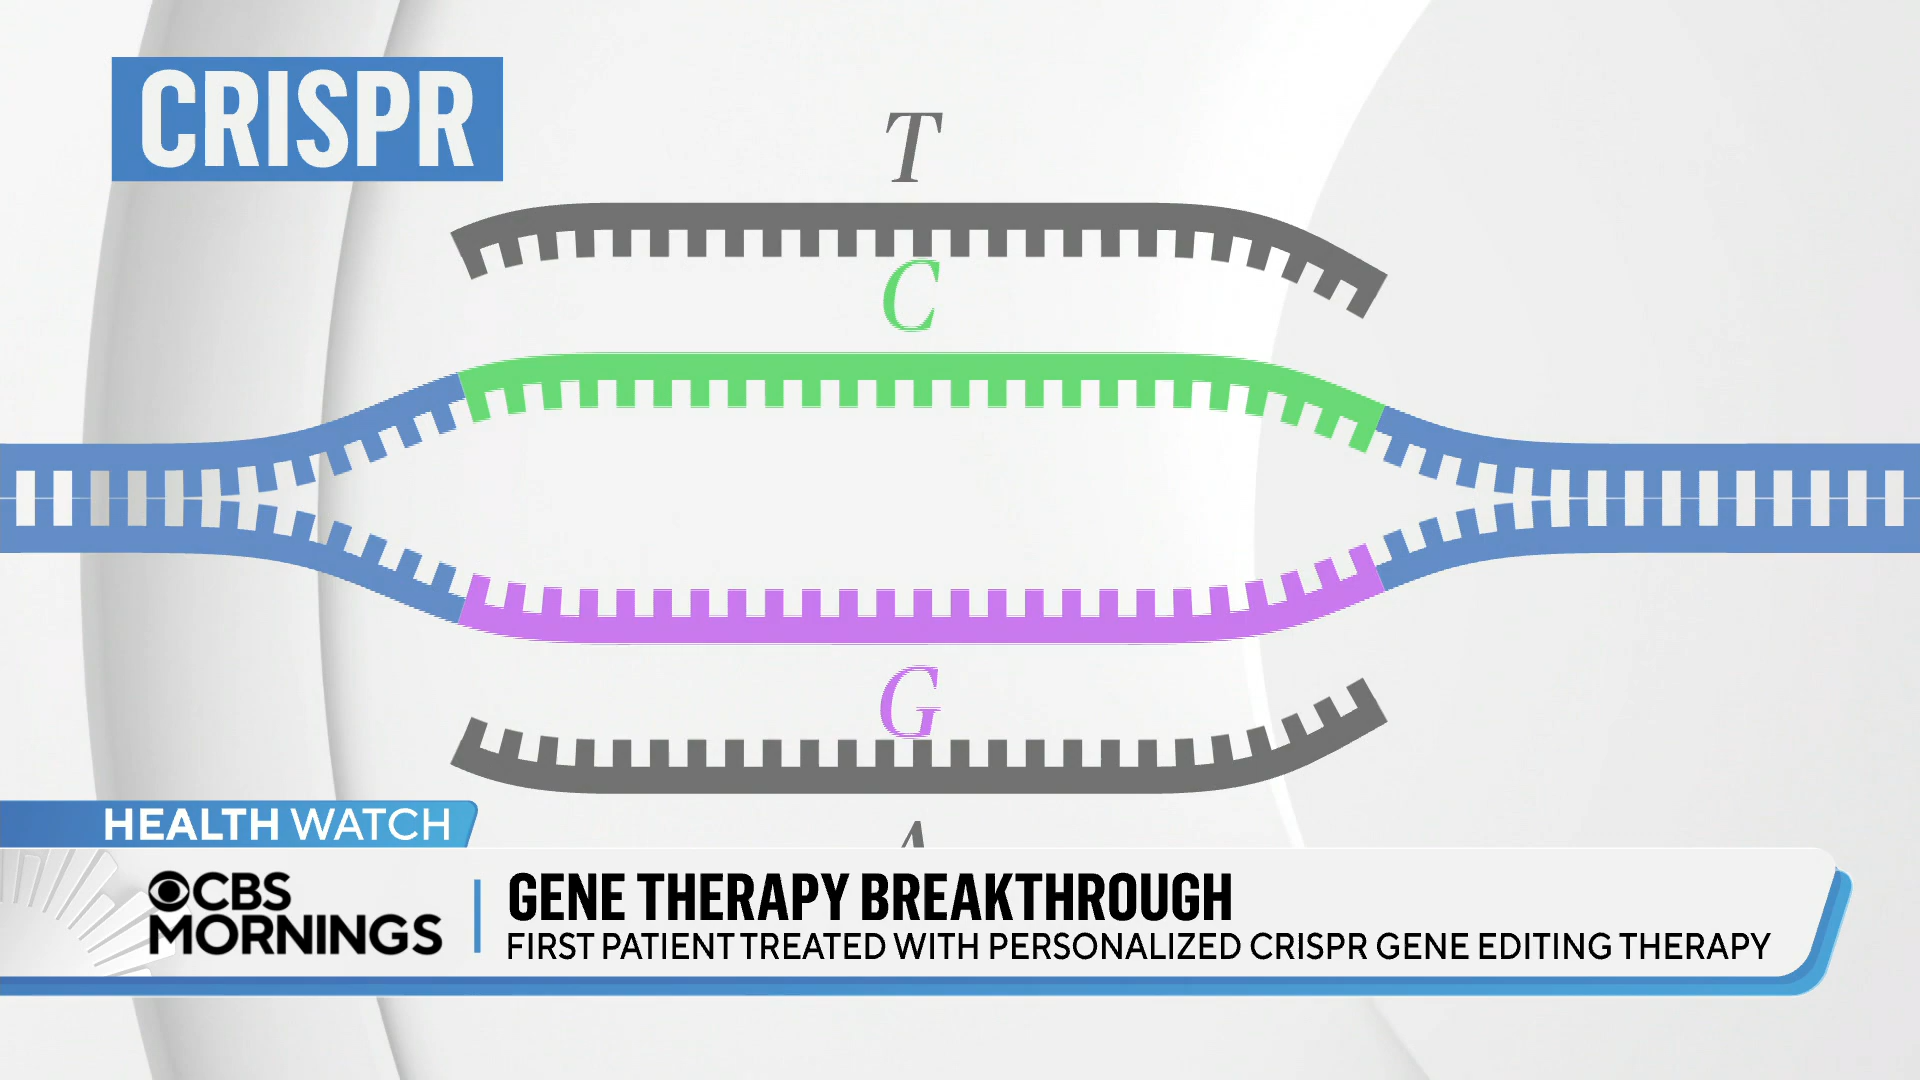 CRISPR
T
C
G
A
HEALTH WATCH
CBS
MORNINGS
GENE THERAPY BREAKTHROUGH
FIRST PATIENT TREATED WITH PERSONALIZED CRISPR GENE EDITING THERAPY